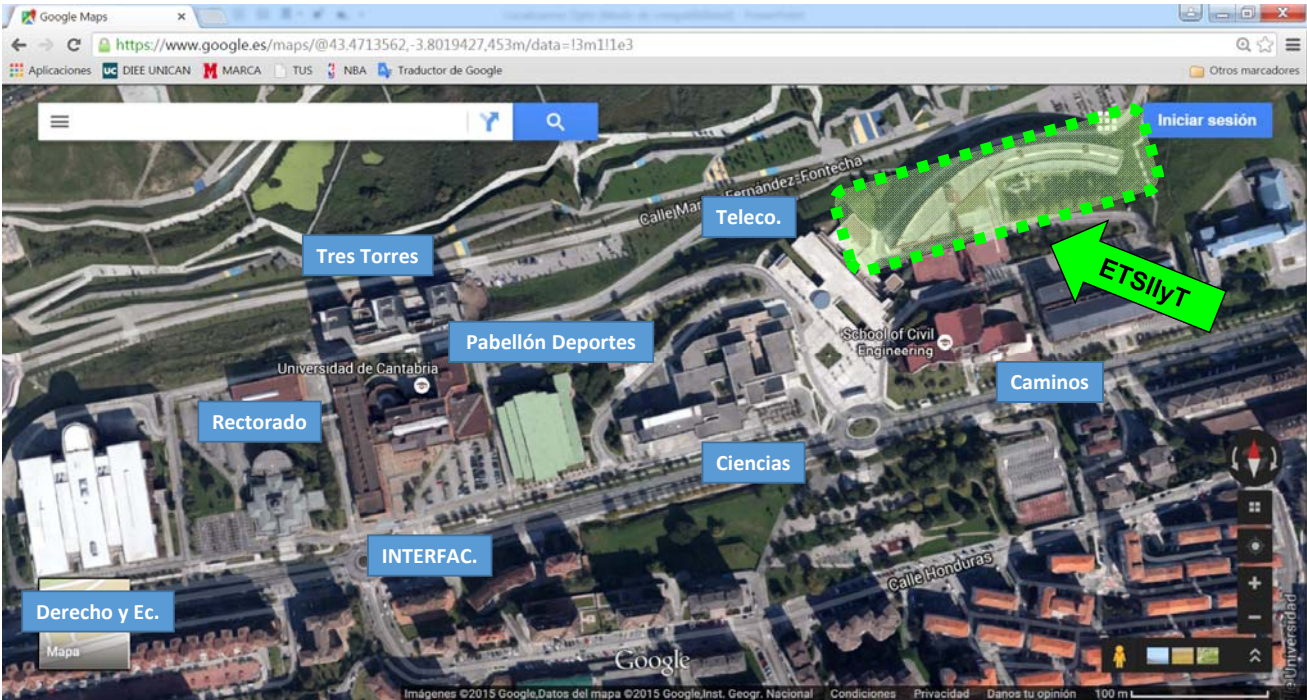 Google Maps
https://www.google.es/maps/@43.4713562,-3.8019427,453m/data=!3m1!1e3
Aplicaciones
UC DIEE UNICAN
M MARCA
TUS
NBA
Traductor de Google
Otros marcadores
Iniciar sesión
Fernández-Fontecha
Calle
Teleco.
Tres Torres
ETSIIyT
School of Civil
Engineering
Pabellón Deportes
Universidad de Cantabria
Caminos
Rectorado
Ciencias
INTERFAC.
Calle Honduras
Derecho y Ec.
Mapa
Google
Imágenes ©2015 Google,Datos del mapa ©2015 Google,Inst. Geogr. Nacional
Condiciones
Privacidad
Danos tu opinión
100 m